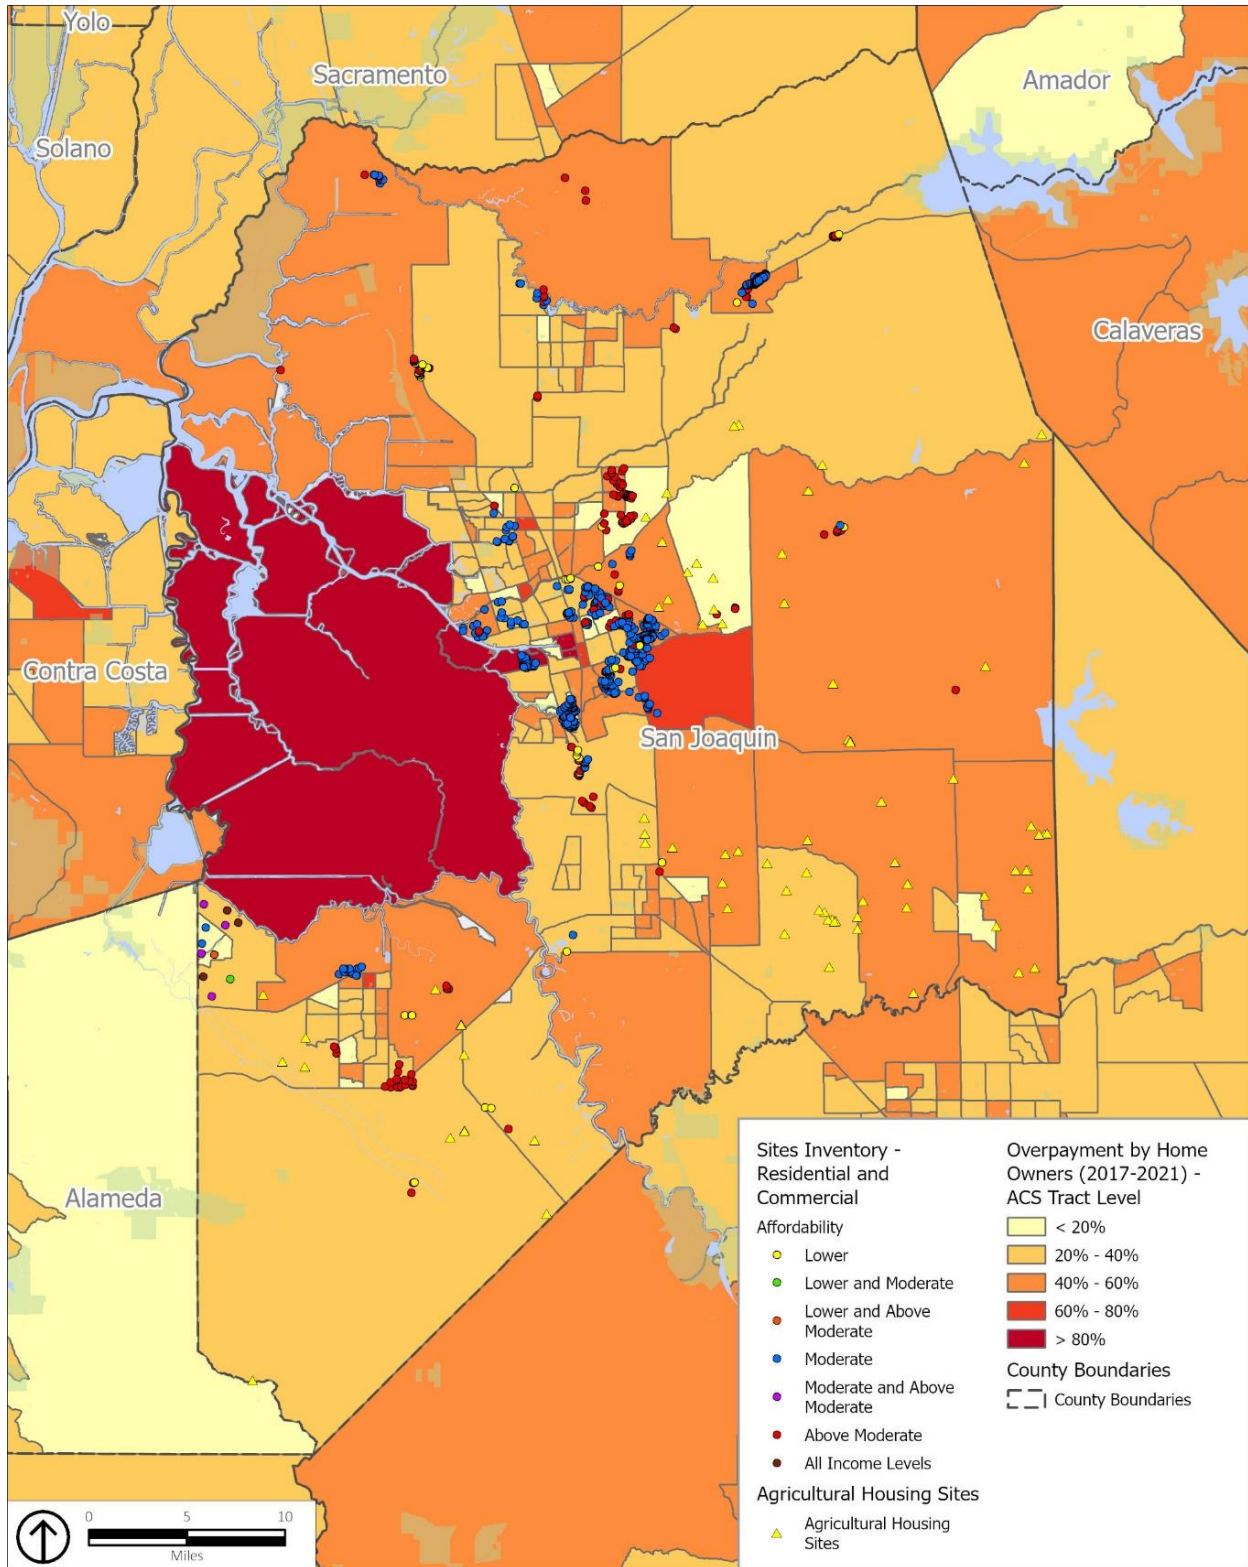 Yolo
Sacramento
Amador
Solano
Calaveras
Contra Costa
San Joaquin
Alameda
Sites Inventory -
Residential and
Commercial
Affordability
Lower
Lower and Moderate
Lower and Above
Moderate
Moderate
Moderate and Above
Moderate
Above Moderate
All Income Levels
Agricultural Housing Sites
Agricultural Housing
Sites
Overpayment by Home
Owners (2017-2021) -
ACS Tract Level
< 20%
20% - 40%
40% - 60%
60% - 80%
> 80%
County Boundaries
County Boundaries
0 5 10
Miles